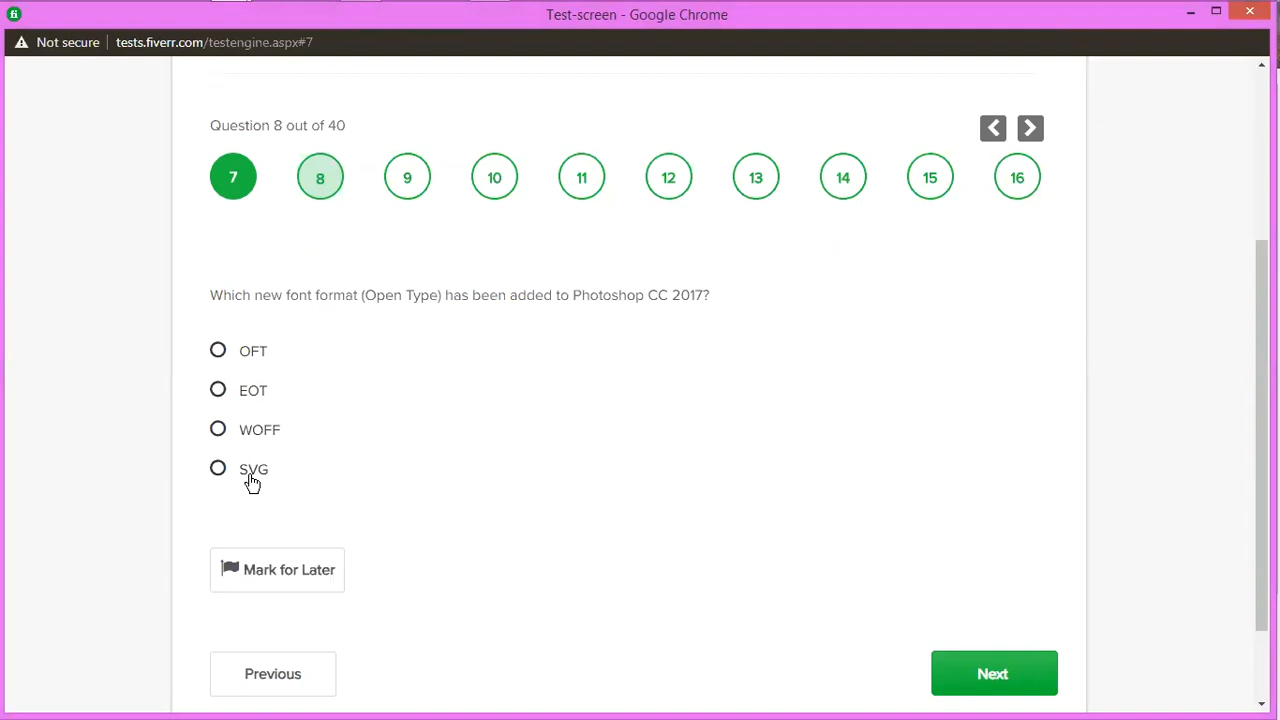 Test-screen - Google Chrome
Not secure tests.fiverr.com/testengine.aspx#7
Question 8 out of 40
7 8 9 10 11 12 13 14 15 16
Which new font format (Open Type) has been added to Photoshop CC 2017?
OFT
EOT
WOFF
SVG
Mark for Later
Previous Next